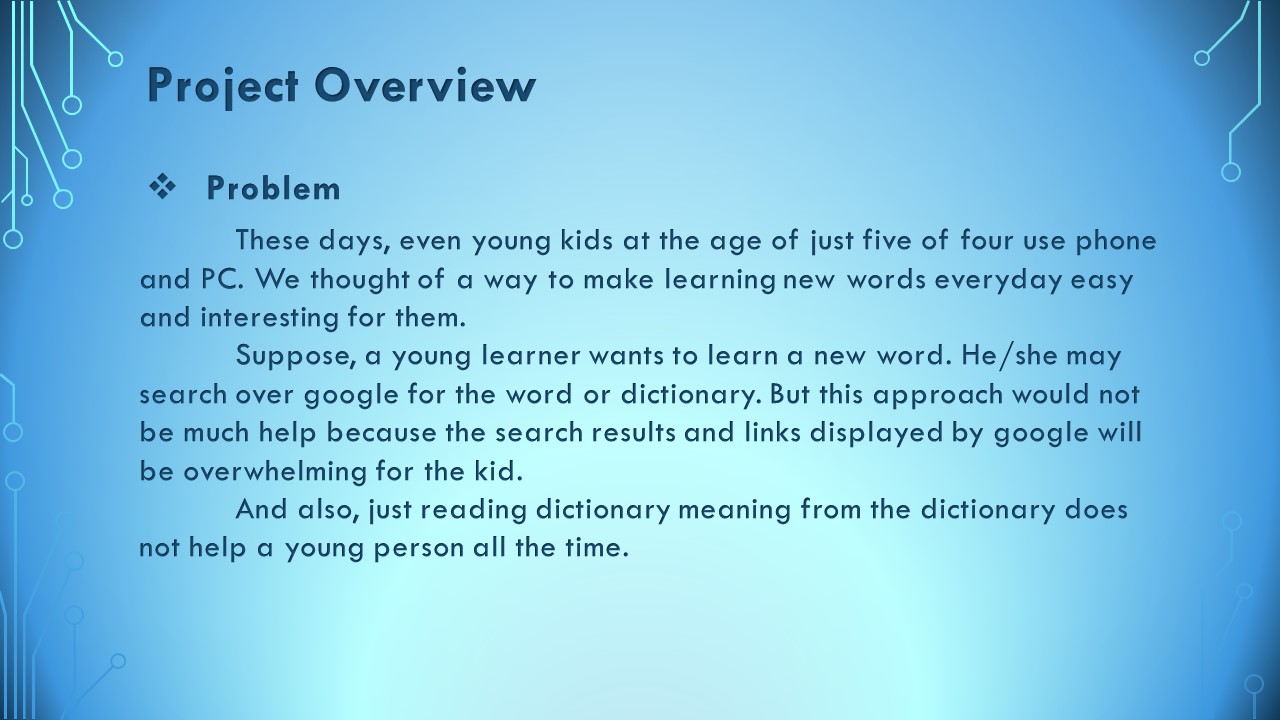 Project Overview
❖ Problem
These days, even young kids at the age of just five of four use phone
and PC. We thought of a way to make learning new words everyday easy
and interesting for them.
Suppose, a young learner wants to learn a new word. He/she may
search over google for the word or dictionary. But this approach would not
be much help because the search results and links displayed by google will
be overwhelming for the kid.
And also, just reading dictionary meaning from the dictionary does
not help a young person all the time.